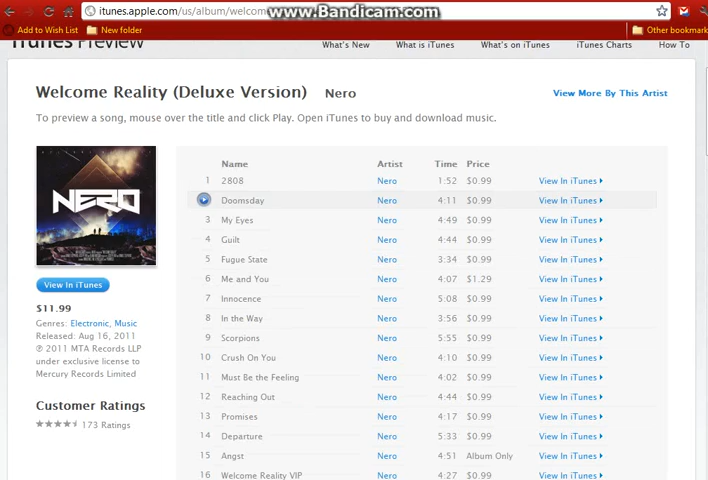 itunes.apple.com/us/album/welcom
www.Bandicam.com
Add to Wish List New folder Other bookmark
iTunes Preview What's New What is iTunes What's on iTunes iTunes Charts How To
Welcome Reality (Deluxe Version) Nero View More By This Artist
To preview a song, mouse over the title and click Play. Open iTunes to buy and download music.
NERO
View In iTunes
$11.99
Genres: Electronic, Music
Released: Aug 16, 2011
℗ 2011 MTA Records LLP
under exclusive license to
Mercury Records Limited
Customer Ratings
173 Ratings
Name Artist Time Price
1 2808 Nero 1:52 $0.99 View In iTunes
Doomsday Nero 4:11 $0.99 View In iTunes
3 My Eyes Nero 4:49 $0.99 View In iTunes
4 Guilt Nero 4:44 $0.99 View In iTunes
5 Fugue State Nero 3:34 $0.99 View In iTunes
6 Me and You Nero 4:07 $1.29 View In iTunes
7 Innocence Nero 5:08 $0.99 View In iTunes
8 In the Way Nero 3:56 $0.99 View In iTunes
9 Scorpions Nero 5:55 $0.99 View In iTunes
10 Crush On You Nero 4:10 $0.99 View In iTunes
11 Must Be the Feeling Nero 4:02 $0.99 View In iTunes
12 Reaching Out Nero 4:44 $0.99 View In iTunes
13 Promises Nero 4:17 $0.99 View In iTunes
14 Departure Nero 5:33 $0.99 View In iTunes
15 Angst Nero 4:51 Album Only View In iTunes
16 Welcome Reality VIP Nero 4:27 $0.99 View In iTunes